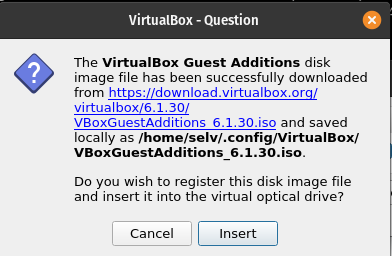 VirtualBox - Question
The VirtualBox Guest Additions disk
image file has been successfully downloaded
from https://download.virtualbox.org/
virtualbox/6.1.30/
VBoxGuestAdditions_6.1.30.iso and saved
locally as /home/selv/.config/VirtualBox/
VBoxGuestAdditions_6.1.30.iso.
Do you wish to register this disk image file
and insert it into the virtual optical drive?
Cancel
Insert